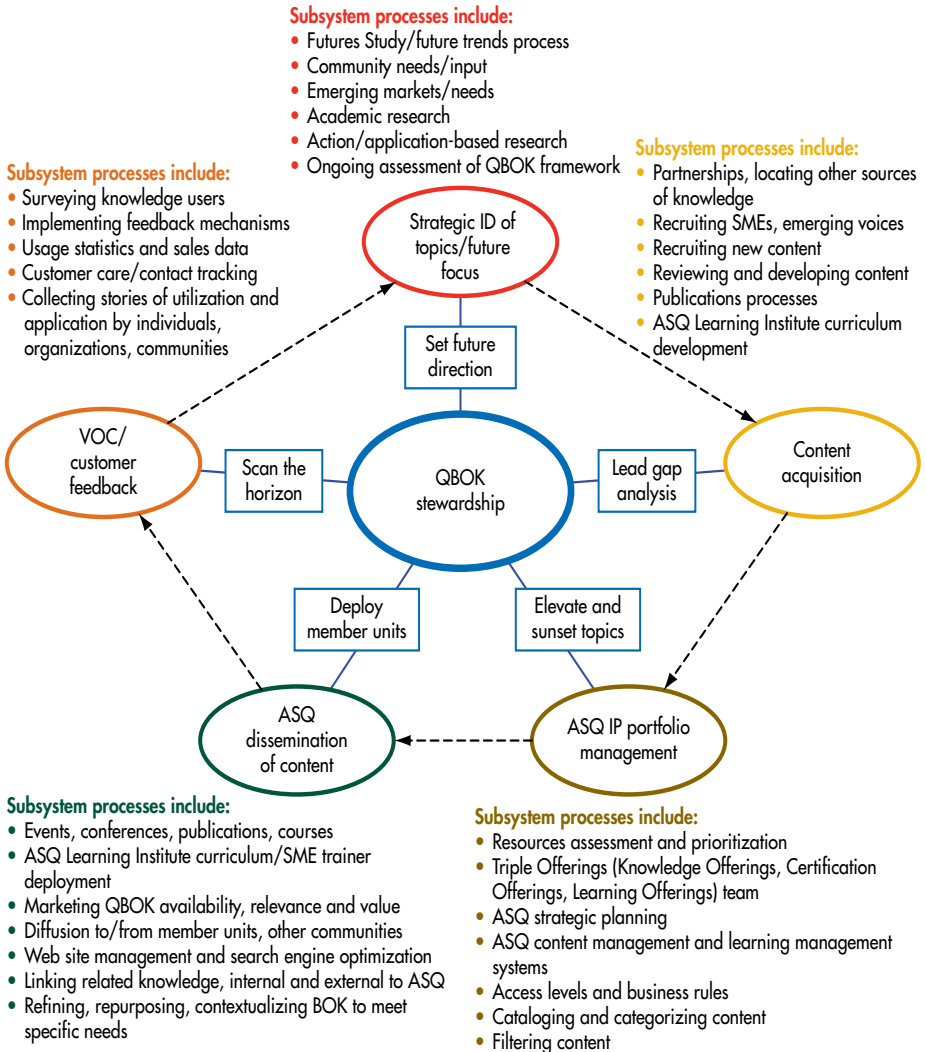 Subsystem processes include:
• Futures Study/future trends process
• Community needs/input
• Emerging markets/needs
• Academic research
• Action/application-based research
• Ongoing assessment of QBOK framework
Subsystem processes include:
• Surveying knowledge users
• Implementing feedback mechanisms
• Usage statistics and sales data
• Customer care/contact tracking
• Collecting stories of utilization and
application by individuals,
organizations, communities
Subsystem processes include:
• Partnerships, locating other sources
of knowledge
• Recruiting SMEs, emerging voices
• Recruiting new content
• Reviewing and developing content
• Publications processes
• ASQ Learning Institute curriculum
development
Strategic ID of
topics/future
focus
Set future
direction
VOC/
customer
feedback
Scan the
horizon
QBOK
stewardship
Lead gap
analysis
Content
acquisition
Deploy
member units
Elevate and
sunset topics
ASQ
dissemination
of content
ASQ IP portfolio
management
Subsystem processes include:
• Events, conferences, publications, courses
• ASQ Learning Institute curriculum/SME trainer
deployment
• Marketing QBOK availability, relevance and value
• Diffusion to/from member units, other communities
• Web site management and search engine optimization
• Linking related knowledge, internal and external to ASQ
• Refining, repurposing, contextualizing BOK to meet
specific needs
Subsystem processes include:
• Resources assessment and prioritization
• Triple Offerings (Knowledge Offerings, Certification
Offerings, Learning Offerings) team
• ASQ strategic planning
• ASQ content management and learning management
systems
• Access levels and business rules
• Cataloging and categorizing content
• Filtering content